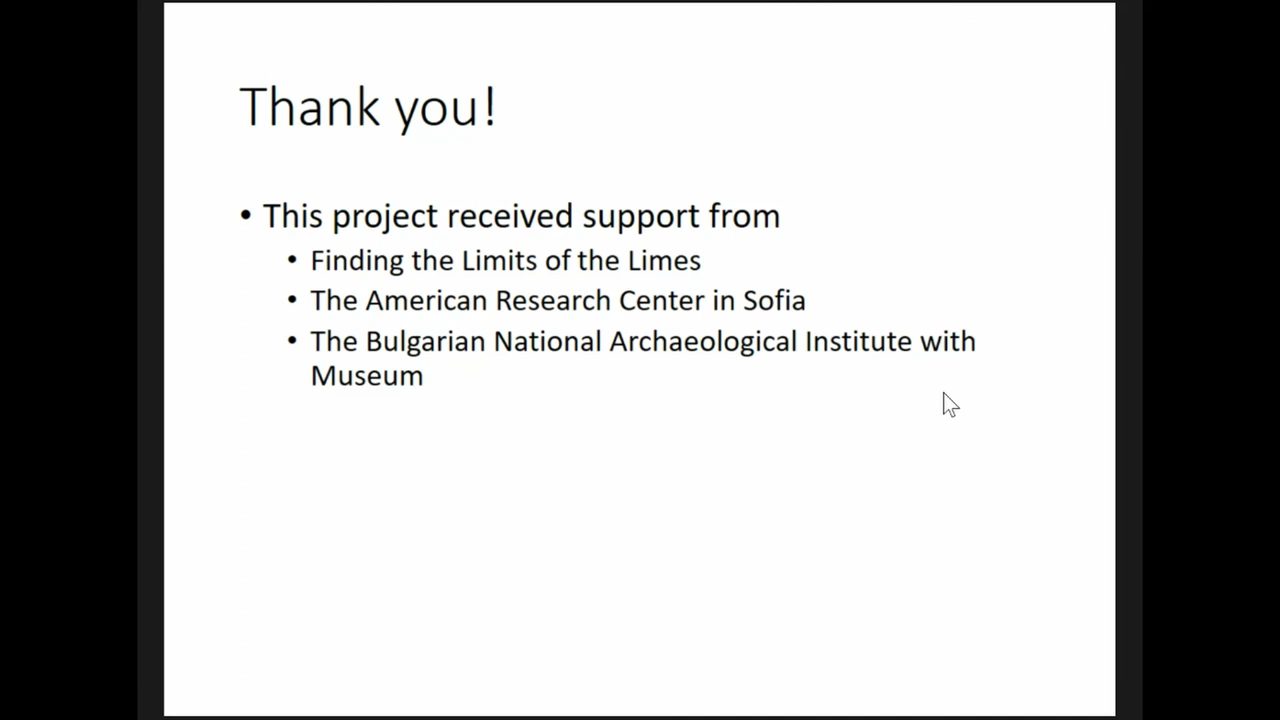 Thank you!
• This project received support from
• Finding the Limits of the Limes
• The American Research Center in Sofia
• The Bulgarian National Archaeological Institute with
Museum